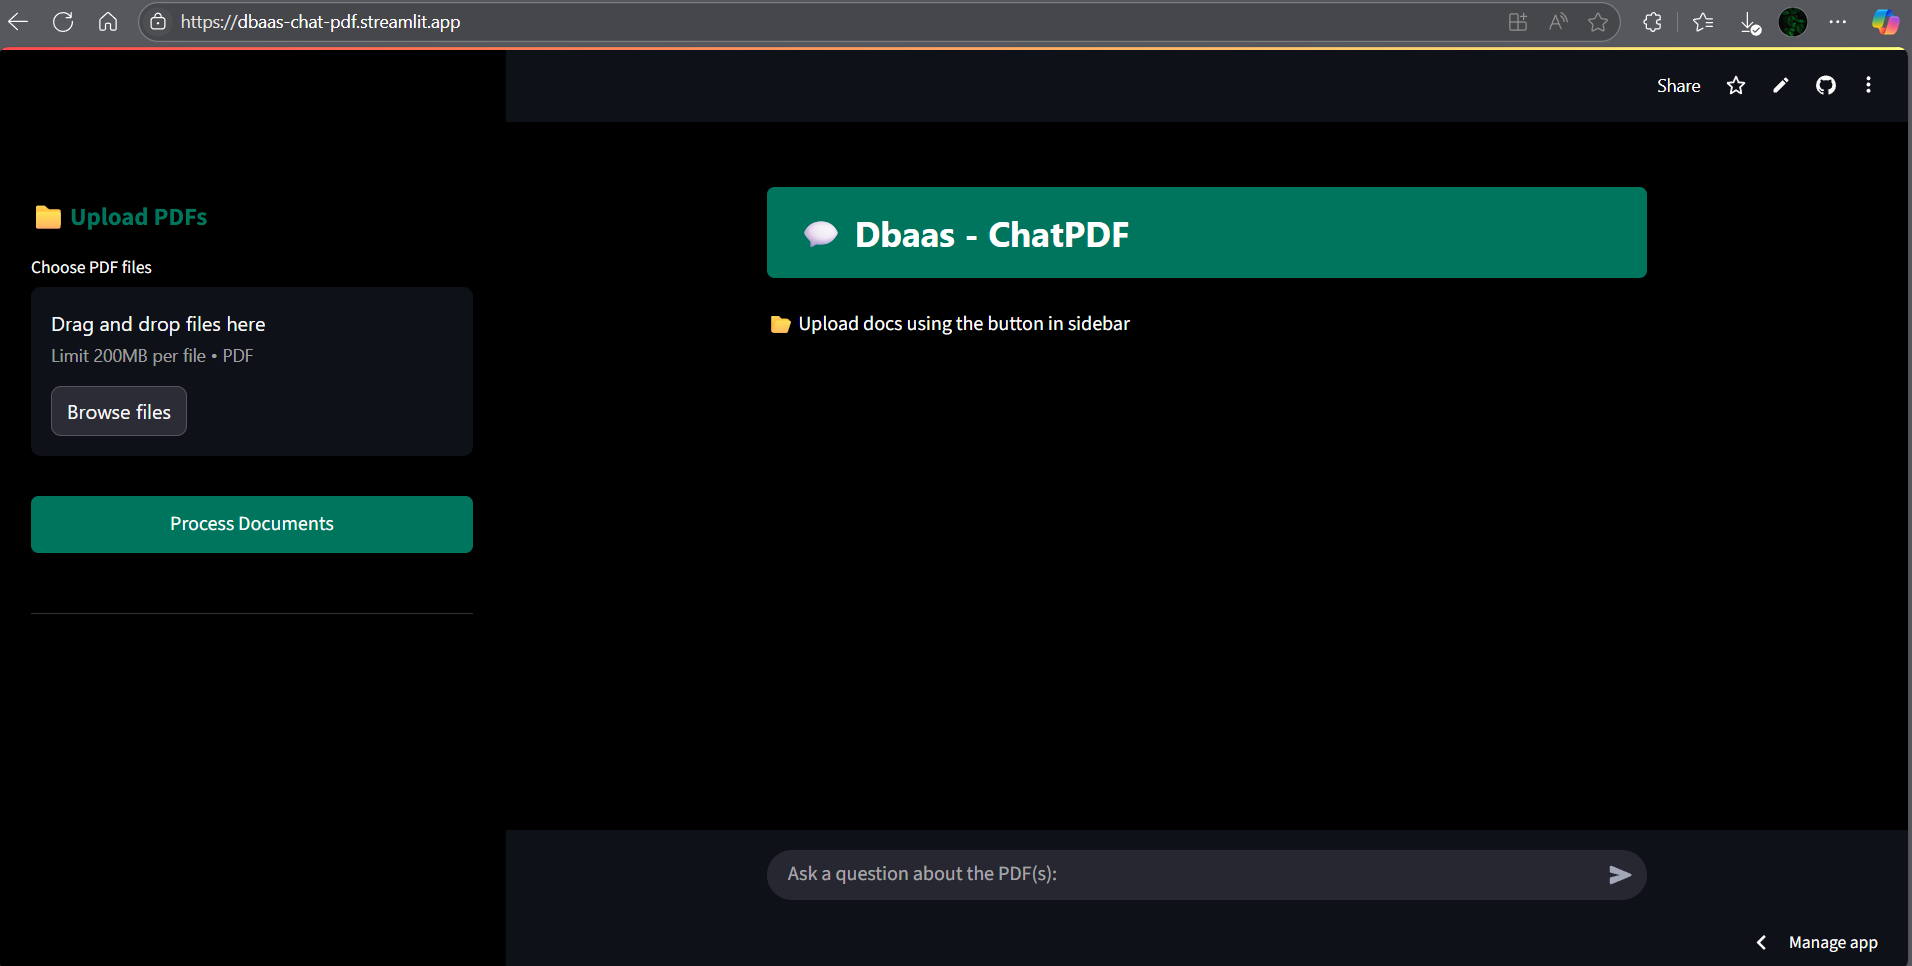 https://dbaas-chat-pdf.streamlit.app
Share
Upload PDFs
Choose PDF files
Drag and drop files here
Limit 200MB per file • PDF
Browse files
Process Documents
Dbaas - ChatPDF
Upload docs using the button in sidebar
Ask a question about the PDF(s):
Manage app